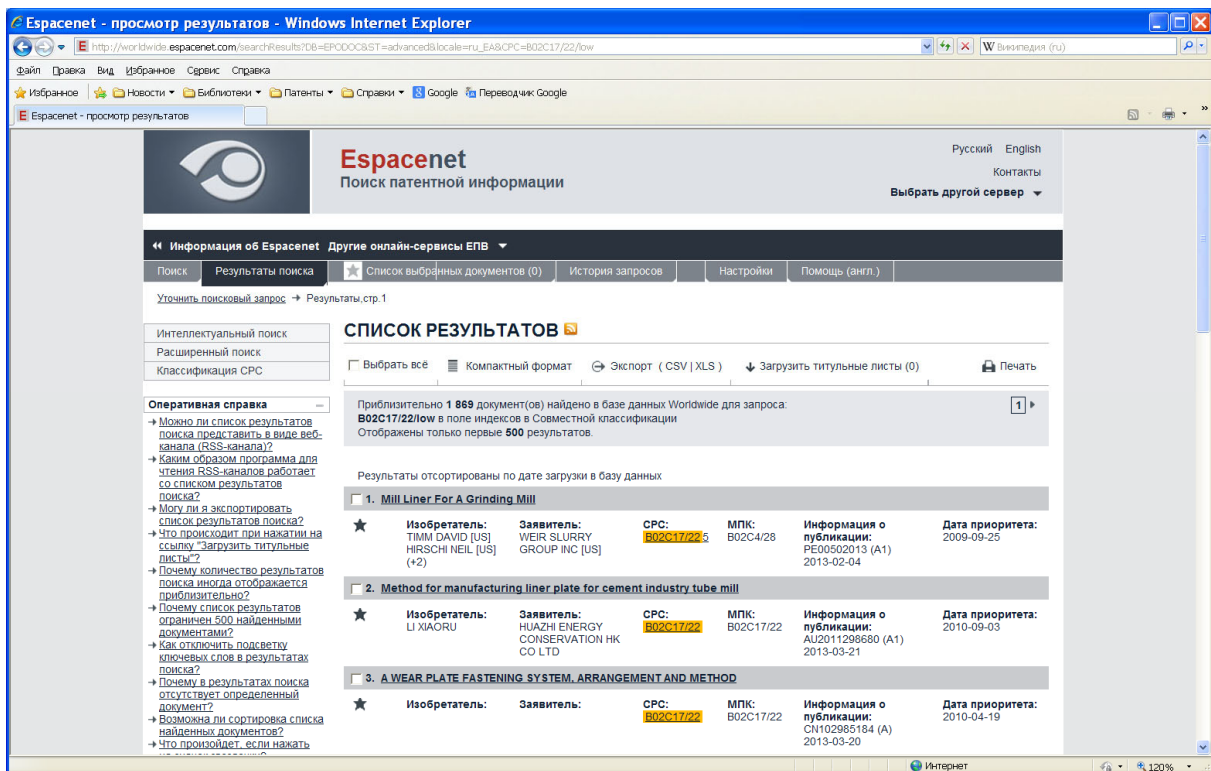 Espacenet - просмотр результатов - Windows Internet Explorer
http://worldwide.espacenet.com/searchResults?DB=EPODOC&ST=advanced&locale=ru_EA&CPC=B02C17/22/low
W Википедия (ru)
Файл Правка Вид Избранное Сервис Справка
Избранное Новости Библиотеки Патенты Справки Google Переводчик Google
Espacenet - просмотр результатов
Русский English
Espacenet
Контакты
Поиск патентной информации
Выбрать другой сервер
Информация об Espacenet Другие онлайн-сервисы ЕПВ
Поиск Результаты поиска Список выбранных документов (0) История запросов Настройки Помощь (англ.)
Уточнить поисковый запрос → Результаты,стр.1
Интеллектуальный поиск
Расширенный поиск
Классификация CPC
Оперативная справка
→ Можно ли список результатов
поиска представить в виде веб-
канала (RSS-канала)?
→ Каким образом программа для
чтения RSS-каналов работает
со списком результатов
поиска?
→ Могу ли я экспортировать
список результатов поиска?
→ Что происходит при нажатии на
ссылку "Загрузить титульные
листы"?
→ Почему количество результатов
поиска иногда отображается
приблизительно?
→ Почему список результатов
ограничен 500 найденными
документами?
→ Как отключить подсветку
ключевых слов в результатах
поиска?
→ Почему в результатах поиска
отсутствует определенный
документ?
→ Возможна ли сортировка списка
найденных документов?
→ Что произойдет, если нажать
СПИСОК РЕЗУЛЬТАТОВ
Выбрать всё Компактный формат Экспорт ( CSV | XLS ) Загрузить титульные листы (0) Печать
Приблизительно 1 869 документ(ов) найдено в базе данных Worldwide для запроса:
1
B02C17/22/low в поле индексов в Совместной классификации
Отображены только первые 500 результатов.
Результаты отсортированы по дате загрузки в базу данных
1. Mill Liner For A Grinding Mill
Изобретатель:
TIMM DAVID [US]
HIRSCHI NEIL [US]
(+2)
Заявитель:
WEIR SLURRY
GROUP INC [US]
CPC:
B02C17/22 5
МПК:
B02C4/28
Информация о
публикации:
PE00502013 (A1)
2013-02-04
Дата приоритета:
2009-09-25
2. Method for manufacturing liner plate for cement industry tube mill
Изобретатель:
LI XIAORU
Заявитель:
HUAZHI ENERGY
CONSERVATION HK
CO LTD
CPC:
B02C17/22
МПК:
B02C17/22
Информация о
публикации:
AU2011298680 (A1)
2013-03-21
Дата приоритета:
2010-09-03
3. A WEAR PLATE FASTENING SYSTEM, ARRANGEMENT AND METHOD
Изобретатель:
Заявитель:
CPC:
B02C17/22
МПК:
B02C17/22
Информация о
публикации:
CN102985184 (A)
2013-03-20
Дата приоритета:
2010-04-19
Интернет
120%